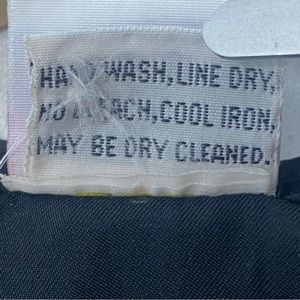 HAND WASH, LINE DRY,
NO BLEACH, COOL IRON,
MAY BE DRY CLEANED.